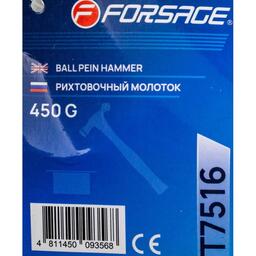 FORSAGE®
BALL PEIN HAMMER
РИХТОВОЧНЫЙ МОЛОТОК
450 G
T7516
4 811450 093568
CE